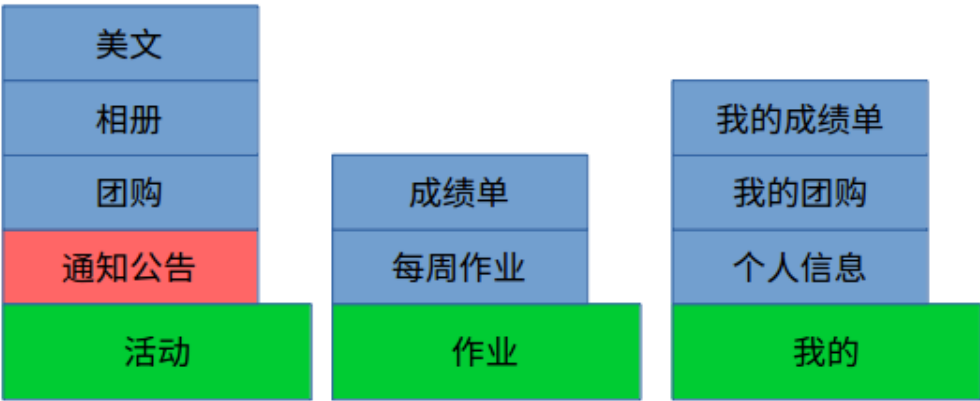 美文
相册
团购
通知公告
活动
成绩单
每周作业
作业
我的成绩单
我的团购
个人信息
我的